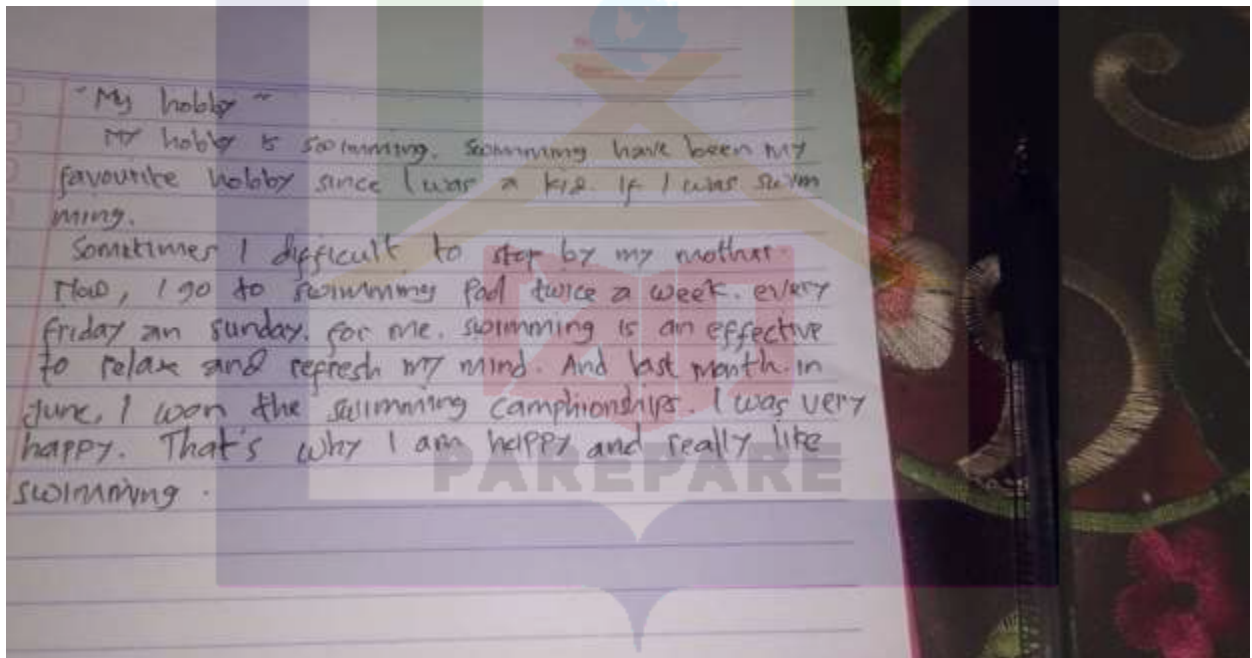 "My hobby"
My hobby is swimming. Swimming have been my
favourite hobby since I was a kid. If I was swim
ming.
Sometimes I difficult to stop by my mother.
Now, I go to swimming Pool twice a week. every
friday an sunday. for me. swimming is an effective
to relax and refresh my mind. And last month. in
June, I won the swimming camphionships. I was very
happy. That's why I am happy and really like
swimming.
PAREPARE